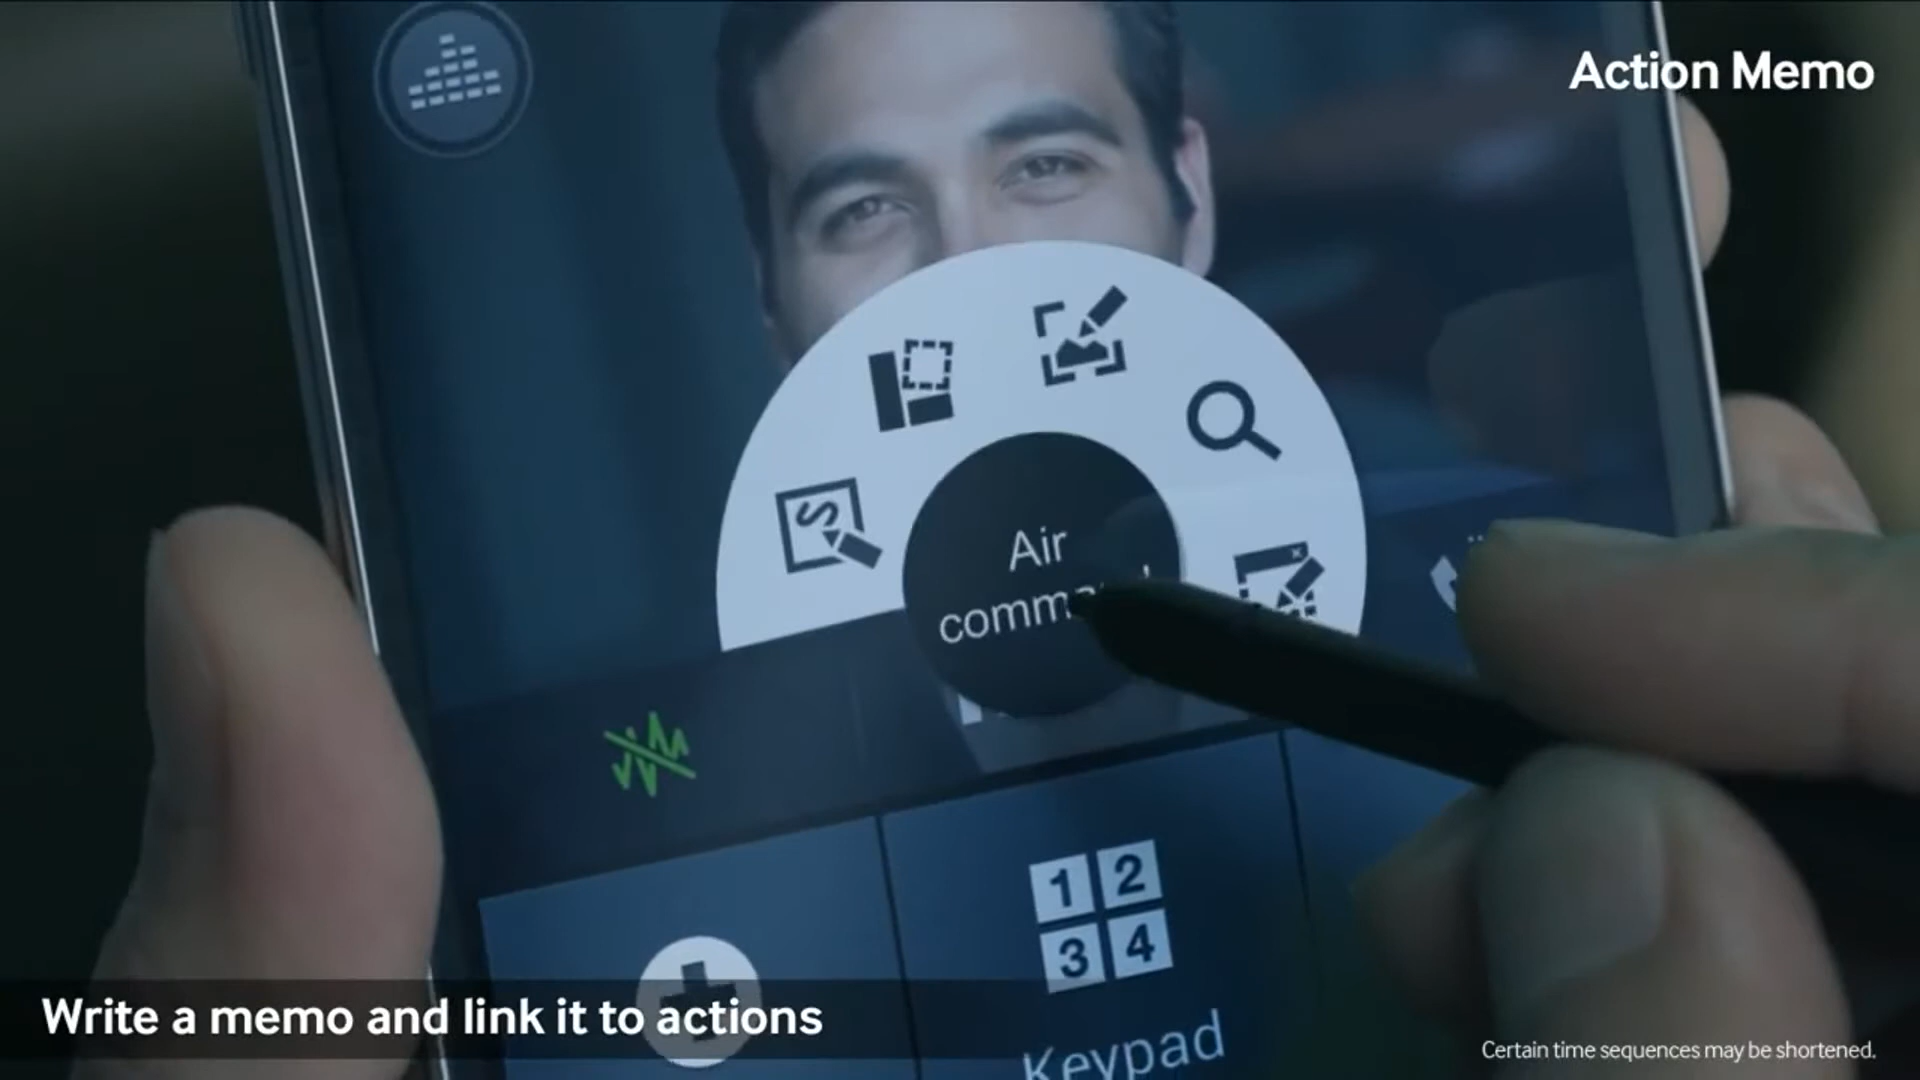 Action Memo
Air
1 2
3 4
Keypad
Write a memo and link it to actions
Certain time sequences may be shortened.